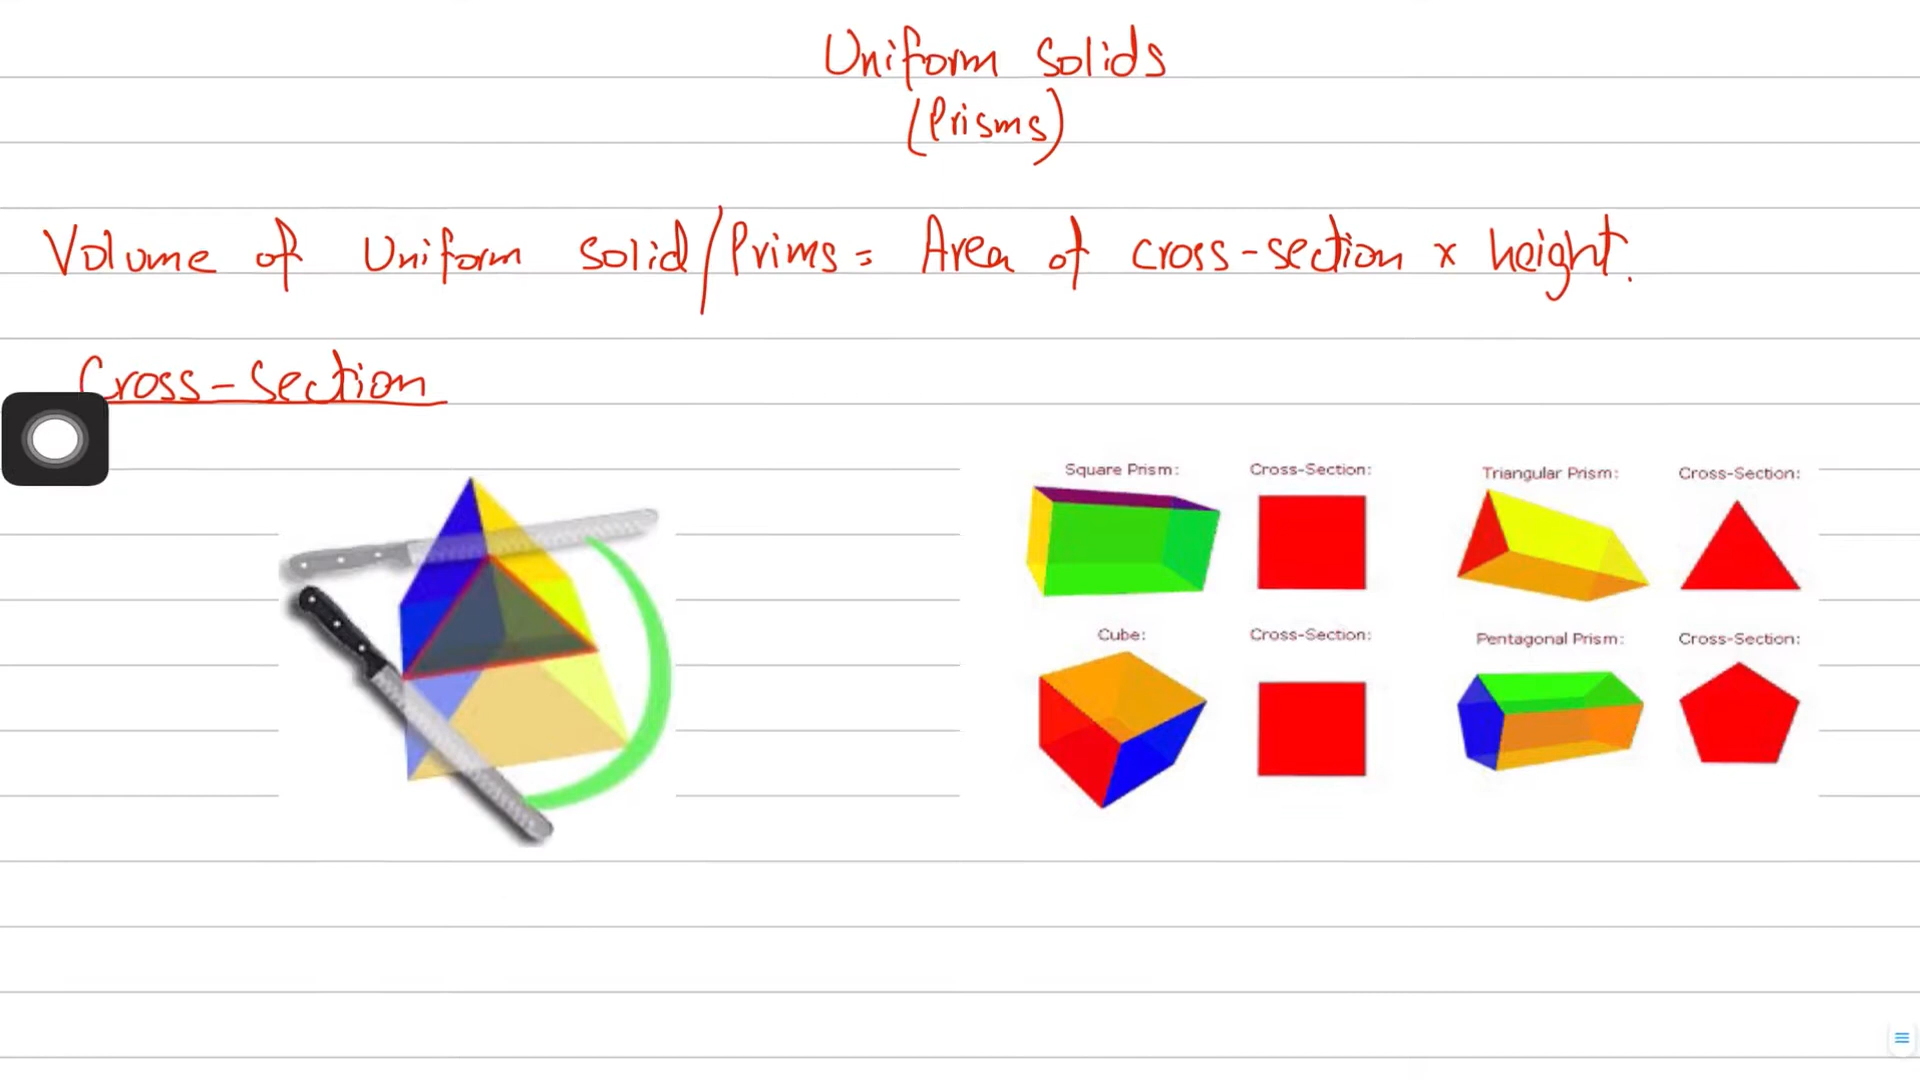 Uniform Solids
(Prisms)
Volume of Uniform solid/Prims = Area of cross-section x height.
Cross-Section
Square Prism: Cross-Section: Triangular Prism: Cross-Section:
Cube: Cross-Section: Pentagonal Prism: Cross-Section: